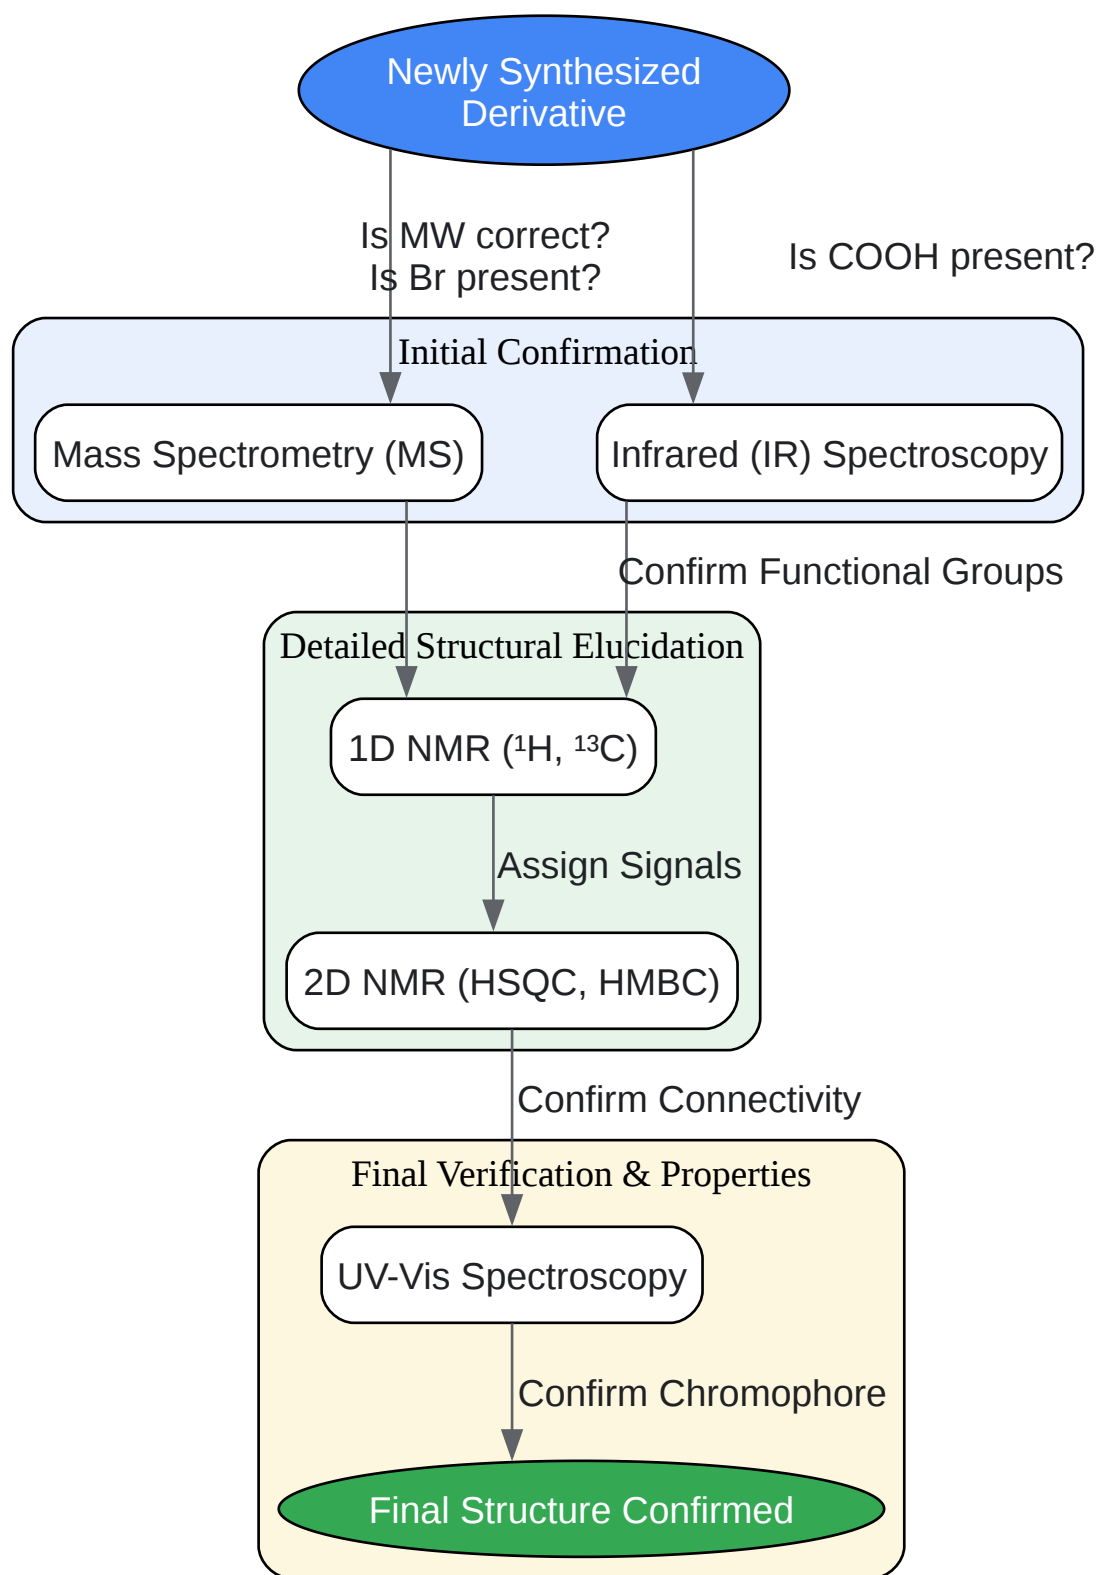 Newly Synthesized
Derivative
Is MW correct?
Is Br present?
Is COOH present?
Initial Confirmation
Mass Spectrometry (MS)
Infrared (IR) Spectroscopy
Confirm Functional Groups
Detailed Structural Elucidation
1D NMR (¹H, ¹³C)
Assign Signals
2D NMR (HSQC, HMBC)
Confirm Connectivity
Final Verification & Properties
UV-Vis Spectroscopy
Confirm Chromophore
Final Structure Confirmed